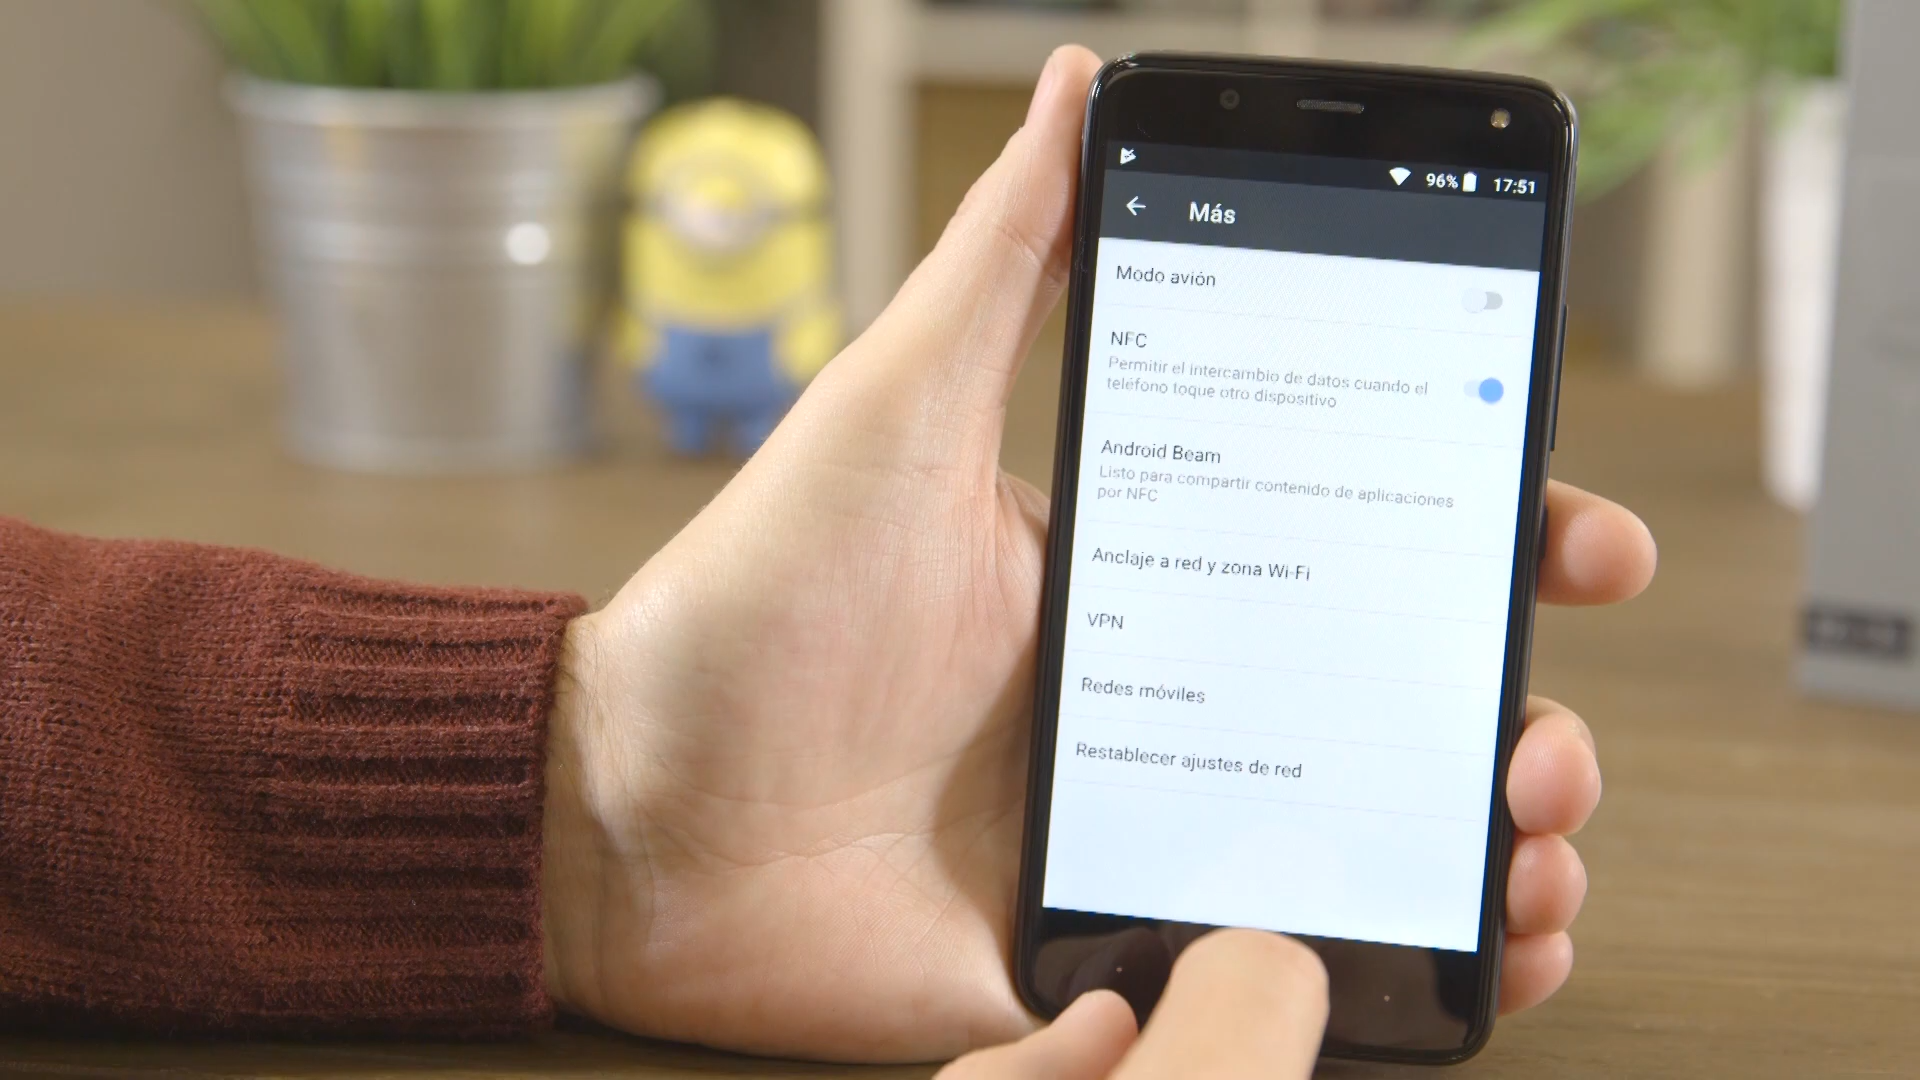 96% 17:51
Más
Modo avión
NFC
Permitir el intercambio de datos cuando el
teléfono toque otro dispositivo
Android Beam
Listo para compartir contenido de aplicaciones
por NFC
Anclaje a red y zona Wi-Fi
VPN
Redes móviles
Restablecer ajustes de red